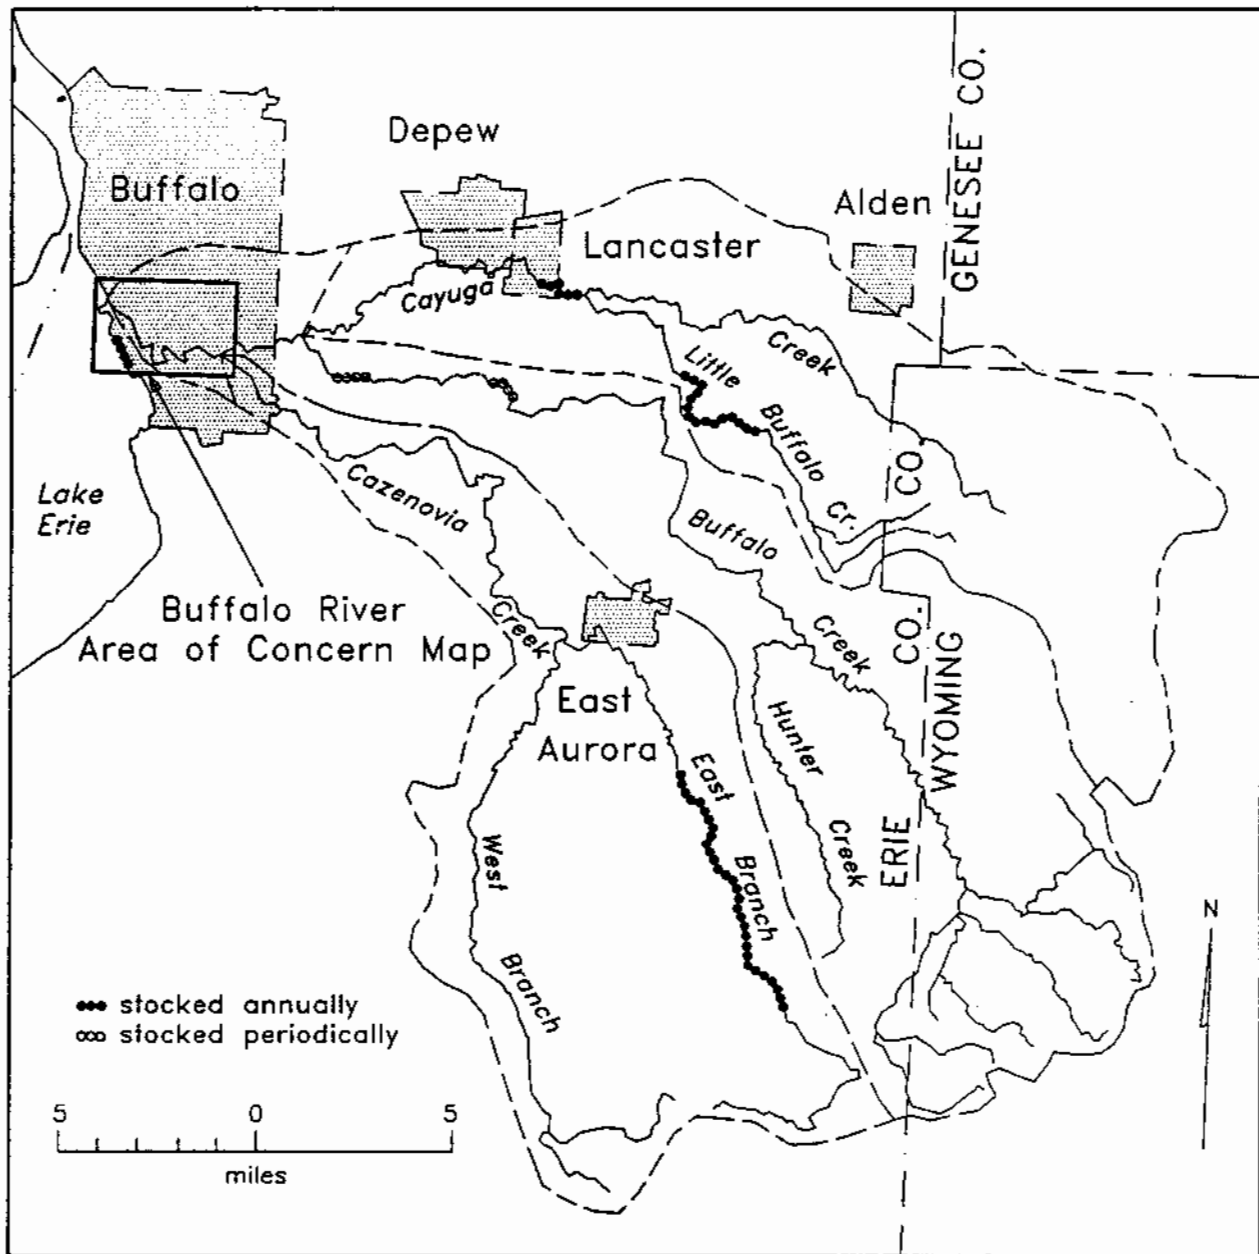 GENESEE CO.
Depew
Buffalo
Alden
Lancaster
Cayuga
Creek
Little
Buffalo
Cr.
CO.
Cazenovia
Creek
Lake
Erie
Buffalo
Creek
Buffalo River
Area of Concern Map
CO.
WYOMING
ERIE
East
Aurora
Hunter
Creek
East
Branch
West
Branch
N
stocked annually
stocked periodically
5 0 5
miles